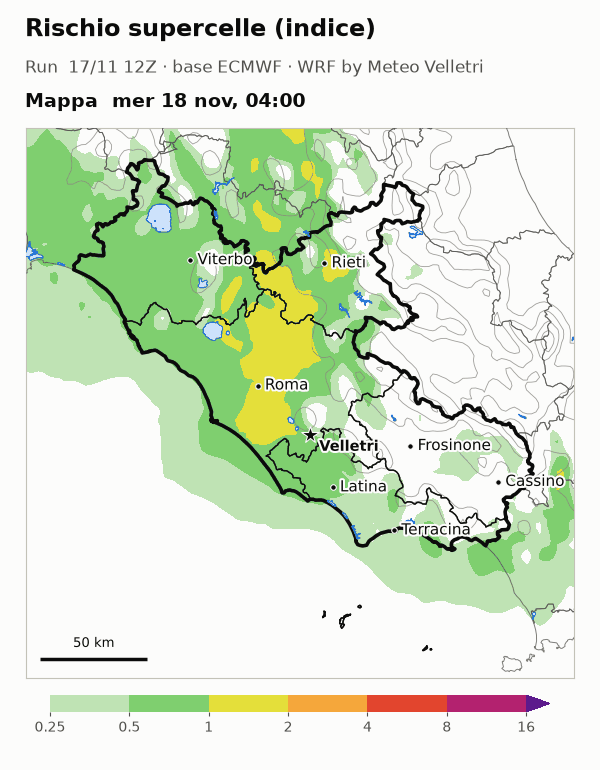 Rischio supercelle (indice)
Run 17/11 12Z · base ECMWF · WRF by Meteo Velletri
Mappa mer 18 nov, 04:00
Viterbo
Rieti
Roma
Velletri
Frosinone
Cassino
Latina
Terracina
50 km
0.25 0.5 1 2 4 8 16